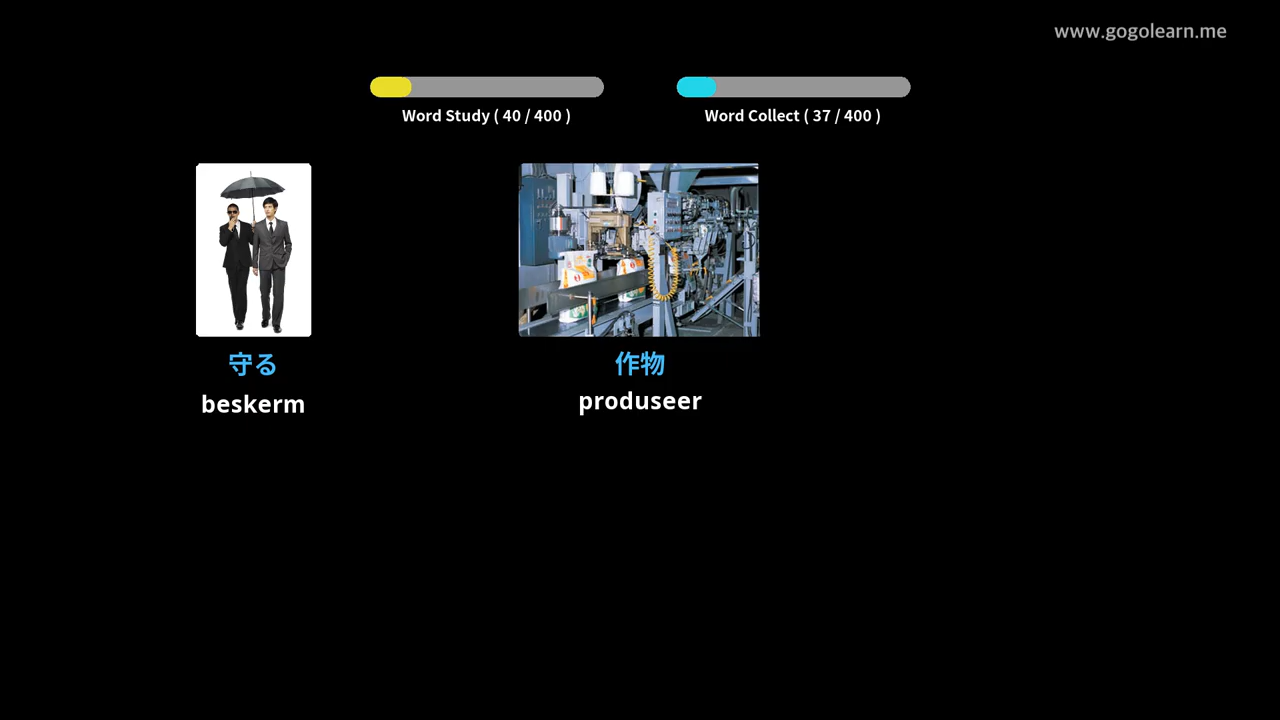 www.gogolearn.me
Word Study ( 40 / 400 )
Word Collect ( 37 / 400 )
守る
beskerm
作物
produseer